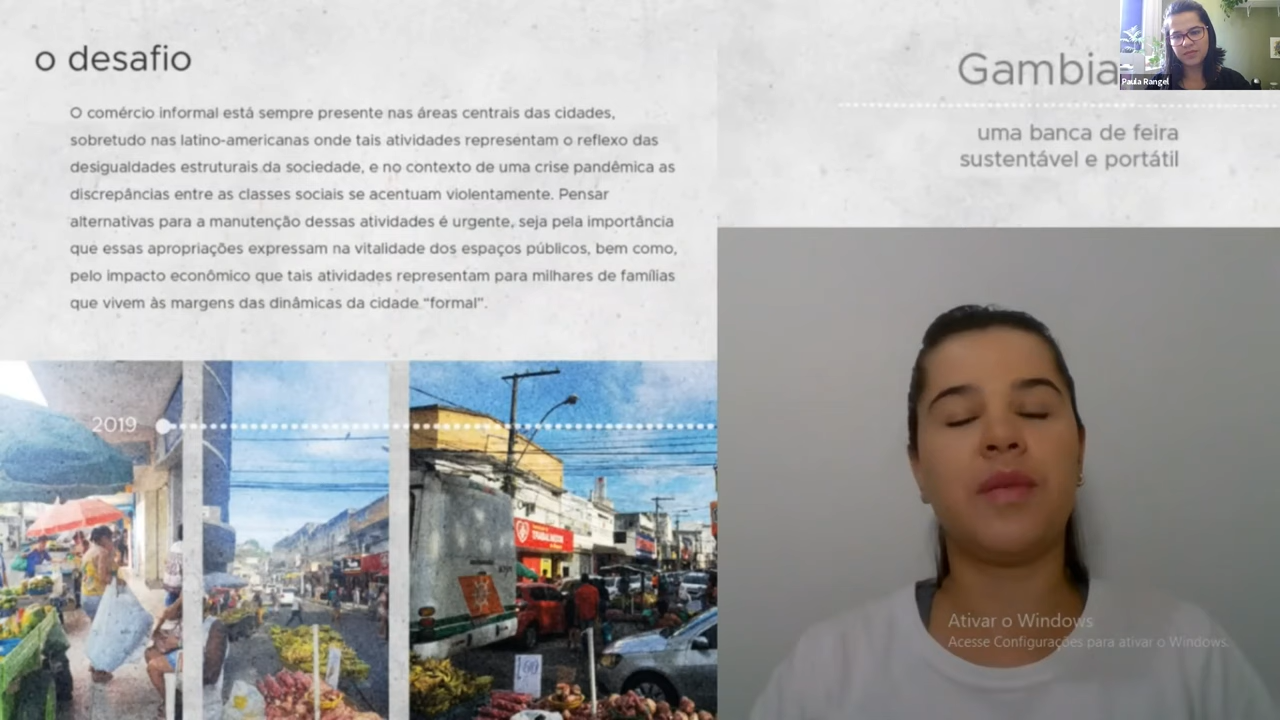 o desafio
O comércio informal está sempre presente nas áreas centrais das cidades,
sobretudo nas latino-americanas onde tais atividades representam o reflexo das
desigualdades estruturais da sociedade, e no contexto de uma crise pandêmica as
discrepâncias entre as classes sociais se acentuam violentamente. Pensar
alternativas para a manutenção dessas atividades é urgente, seja pela importância
que essas apropriações expressam na vitalidade dos espaços públicos, bem como,
pelo impacto econômico que tais atividades representam para milhares de famílias
que vivem às margens das dinâmicas da cidade “formal”.
2019
TRABALHADOR
1,00
Gambia
uma banca de feira
sustentável e portátil
Paula Rangel
Ativar o Windows
Acesse Configurações para ativar o Windows.